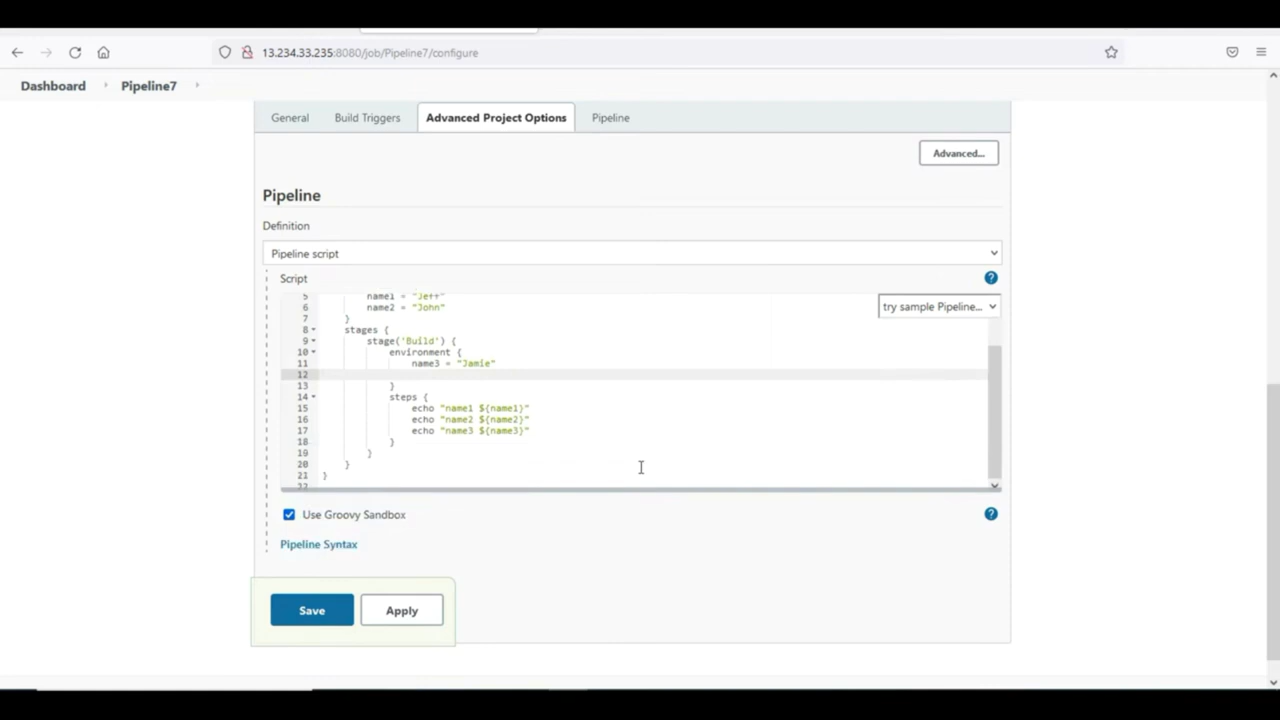 13.234.33.235:8080/job/Pipeline7/configure
Dashboard Pipeline7
General Build Triggers Advanced Project Options Pipeline
Advanced...
Pipeline
Definition
Pipeline script
Script
try sample Pipeline...
5 name1 = "Jeff"
6 name2 = "John"
7 }
8 stages {
9 stage('Build') {
10 environment {
11 name3 = "Jamie"
12
13 }
14 steps {
15 echo "name1 ${name1}"
16 echo "name2 ${name2}"
17 echo "name3 ${name3}"
18 }
19 }
20 }
21 }
22
Use Groovy Sandbox
Pipeline Syntax
Save Apply